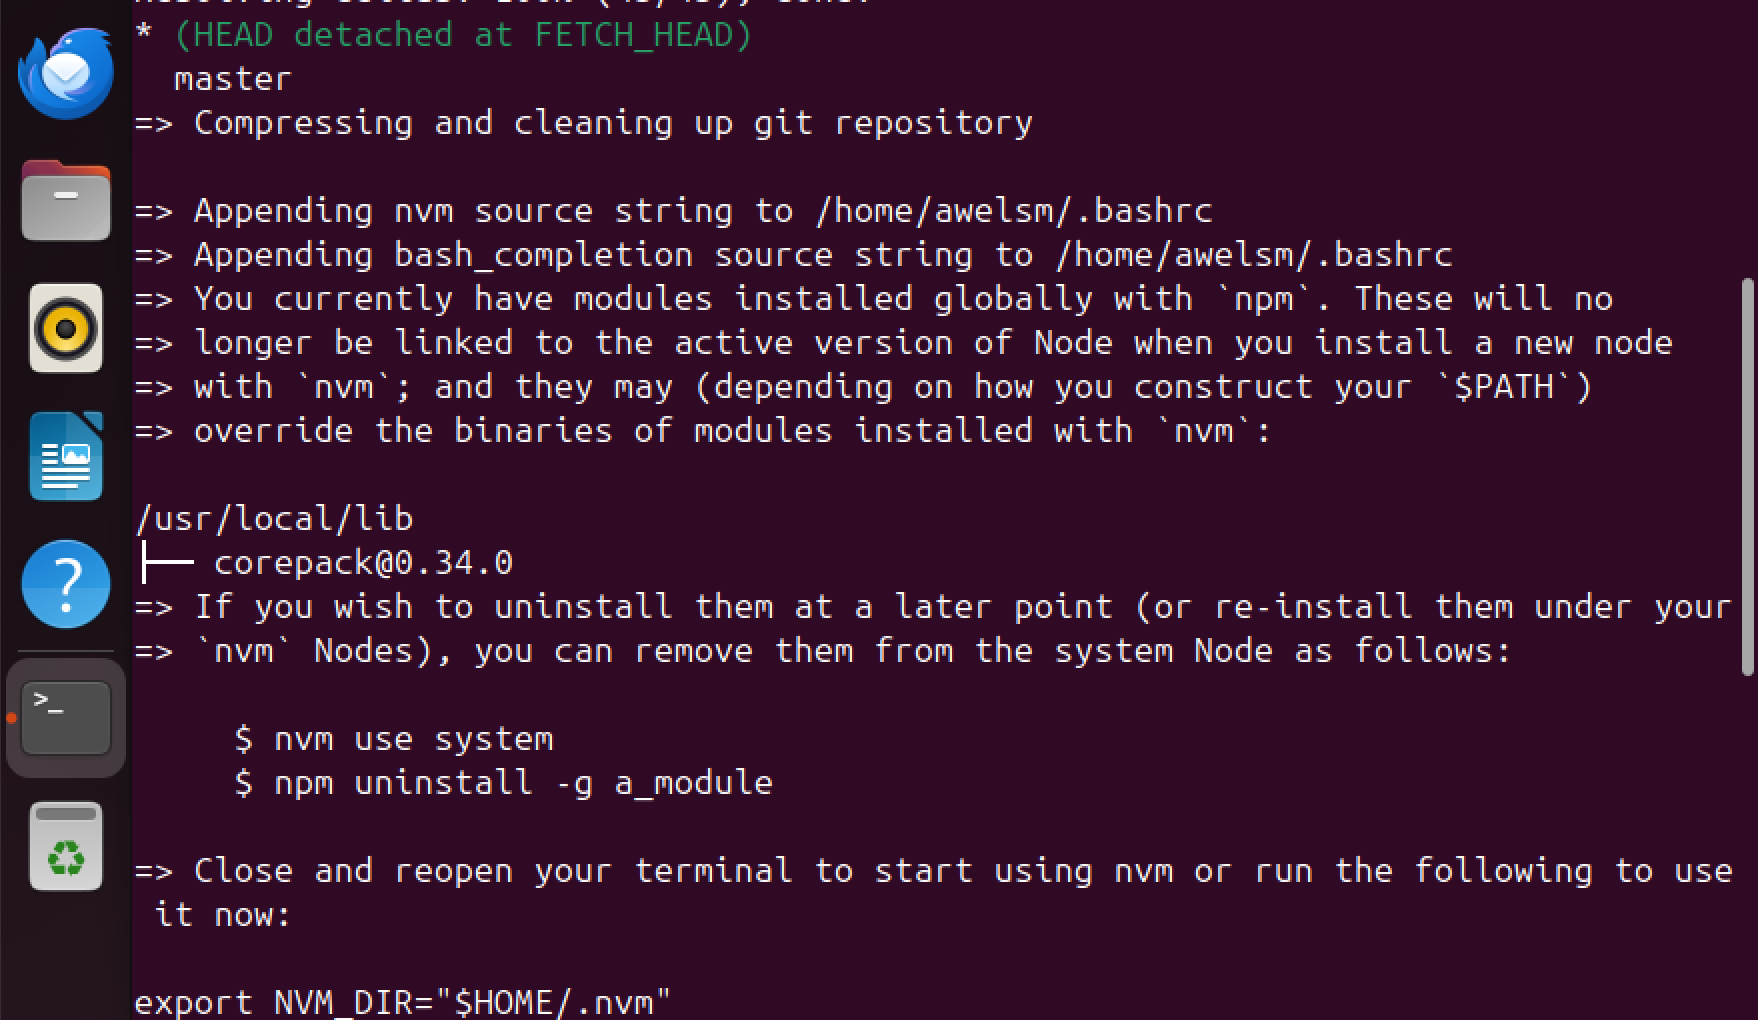 * (HEAD detached at FETCH_HEAD)
  master
=> Compressing and cleaning up git repository

=> Appending nvm source string to /home/awelsm/.bashrc
=> Appending bash_completion source string to /home/awelsm/.bashrc
=> You currently have modules installed globally with `npm`. These will no
=> longer be linked to the active version of Node when you install a new node
=> with `nvm`; and they may (depending on how you construct your `$PATH`)
=> override the binaries of modules installed with `nvm`:

/usr/local/lib
├── corepack@0.34.0
=> If you wish to uninstall them at a later point (or re-install them under your
=> `nvm` Nodes), you can remove them from the system Node as follows:

     $ nvm use system
     $ npm uninstall -g a_module

=> Close and reopen your terminal to start using nvm or run the following to use
 it now:

export NVM_DIR="$HOME/.nvm"